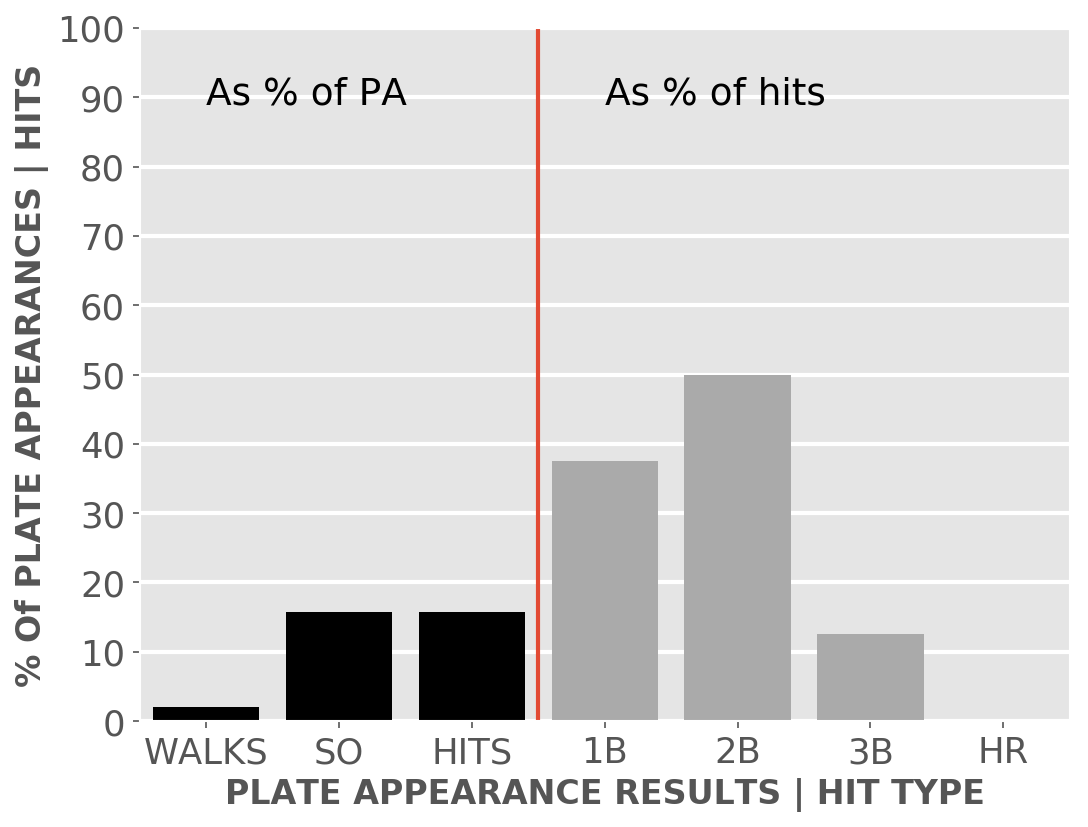 100
90
80
70
60
50
40
30
20
10
0
% Of PLATE APPEARANCES | HITS
As % of PA
As % of hits
WALKS SO HITS 1B 2B 3B HR
PLATE APPEARANCE RESULTS | HIT TYPE